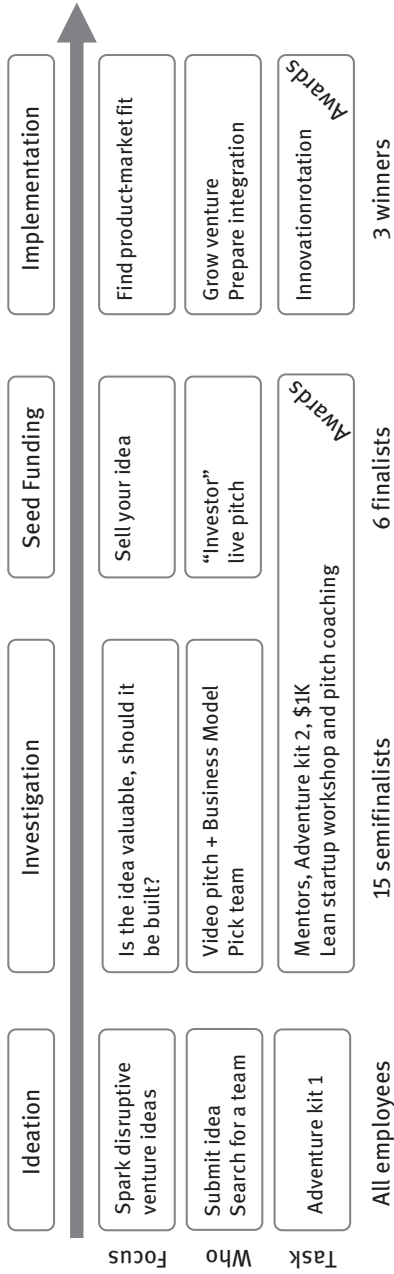 Ideation
Investigation
Seed Funding
Implementation
Focus
Spark disruptive
venture ideas
Is the idea valuable, should it
be built?
Sell your idea
Find product-market fit
Who
Submit idea
Search for a team
Video pitch + Business Model
Pick team
“Investor”
live pitch
Grow venture
Prepare integration
Task
Adventure kit 1
Mentors, Adventure kit 2, $1K
Lean startup workshop and pitch coaching
Awards
Innovationrotation
Awards
All employees
15 semifinalists
6 finalists
3 winners